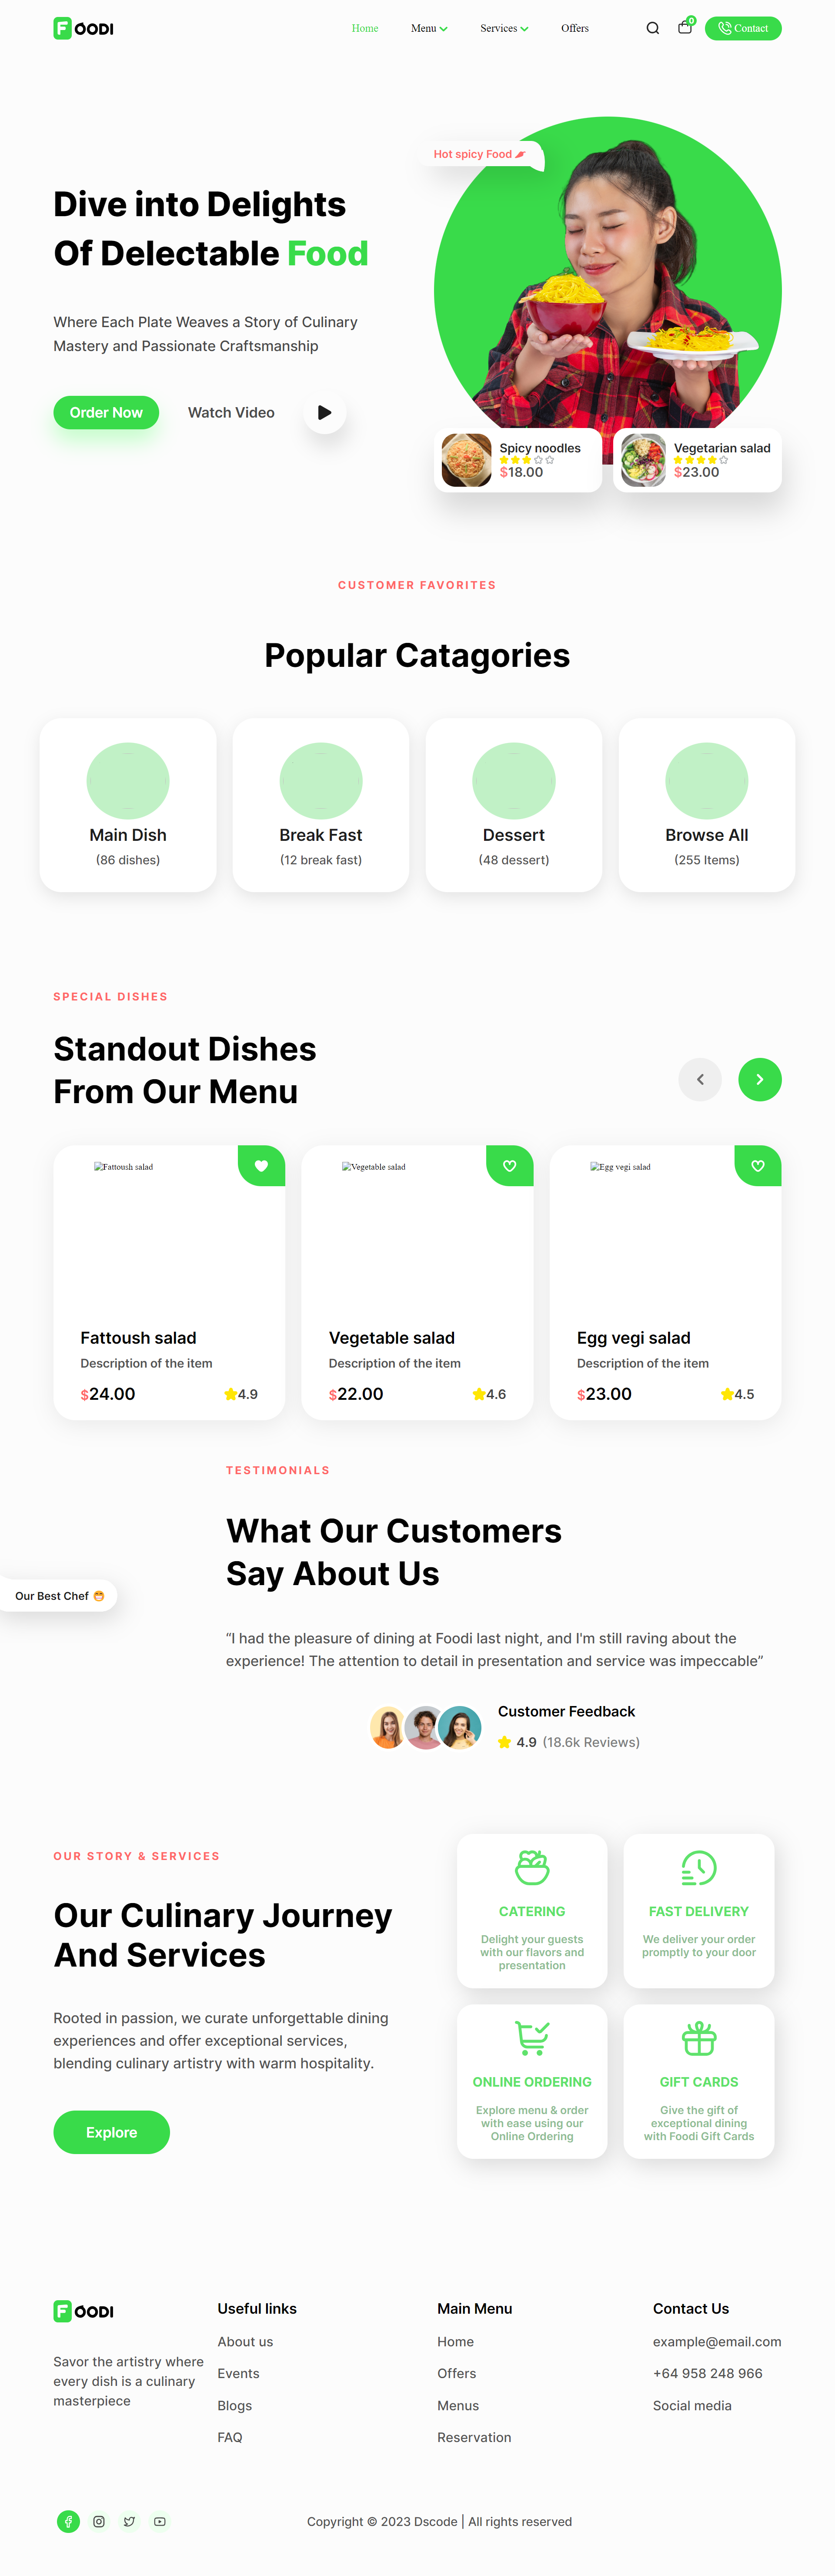 FOODI
Home
Menu
Services
Offers
0
Contact
Hot spicy Food
Dive into Delights
Of Delectable Food
Where Each Plate Weaves a Story of Culinary
Mastery and Passionate Craftsmanship
Order Now
Watch Video
Spicy noodles
$18.00
Vegetarian salad
$23.00
CUSTOMER FAVORITES
Popular Catagories
Main Dish
(86 dishes)
Break Fast
(12 break fast)
Dessert
(48 dessert)
Browse All
(255 Items)
SPECIAL DISHES
Standout Dishes
From Our Menu
Fattoush salad
Fattoush salad
Description of the item
$24.00
4.9
Vegetable salad
Vegetable salad
Description of the item
$22.00
4.6
Egg vegi salad
Egg vegi salad
Description of the item
$23.00
4.5
TESTIMONIALS
What Our Customers
Say About Us
Our Best Chef
“I had the pleasure of dining at Foodi last night, and I'm still raving about the
experience! The attention to detail in presentation and service was impeccable”
Customer Feedback
4.9 (18.6k Reviews)
OUR STORY & SERVICES
Our Culinary Journey
And Services
Rooted in passion, we curate unforgettable dining
experiences and offer exceptional services,
blending culinary artistry with warm hospitality.
Explore
CATERING
Delight your guests
with our flavors and
presentation
FAST DELIVERY
We deliver your order
promptly to your door
ONLINE ORDERING
Explore menu & order
with ease using our
Online Ordering
GIFT CARDS
Give the gift of
exceptional dining
with Foodi Gift Cards
FOODI
Savor the artistry where
every dish is a culinary
masterpiece
Useful links
About us
Events
Blogs
FAQ
Main Menu
Home
Offers
Menus
Reservation
Contact Us
example@email.com
+64 958 248 966
Social media
Copyright © 2023 Dscode | All rights reserved